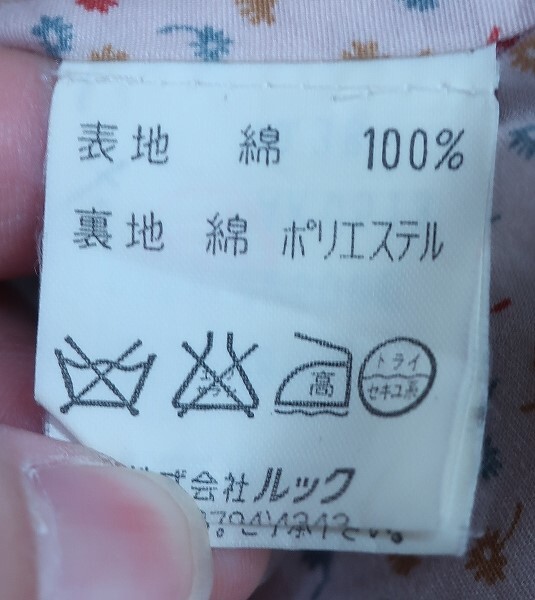 表地 綿 100%
裏地 綿 ポリエステル
高
ドライ
セキユ系
式会社 ルック